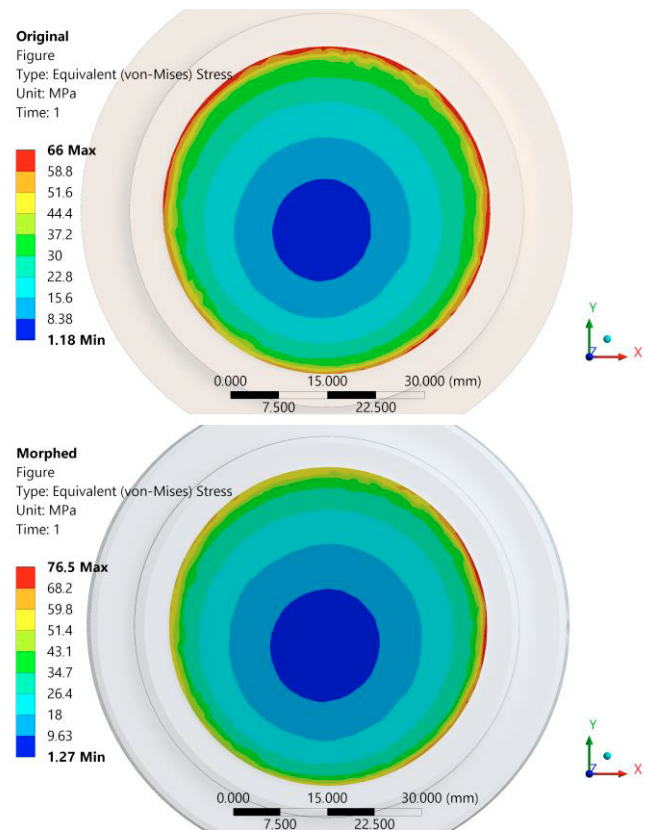 Original
Figure
Type: Equivalent (von-Mises) Stress
Unit: MPa
Time: 1
66 Max
58.8
51.6
44.4
37.2
30
22.8
15.6
8.38
1.18 Min
0.000 15.000 30.000 (mm)
7.500 22.500
Y
Z X
Morphed
Figure
Type: Equivalent (von-Mises) Stress
Unit: MPa
Time: 1
76.5 Max
68.2
59.8
51.4
43.1
34.7
26.4
18
9.63
1.27 Min
0.000 15.000 30.000 (mm)
7.500 22.500
Y
Z X